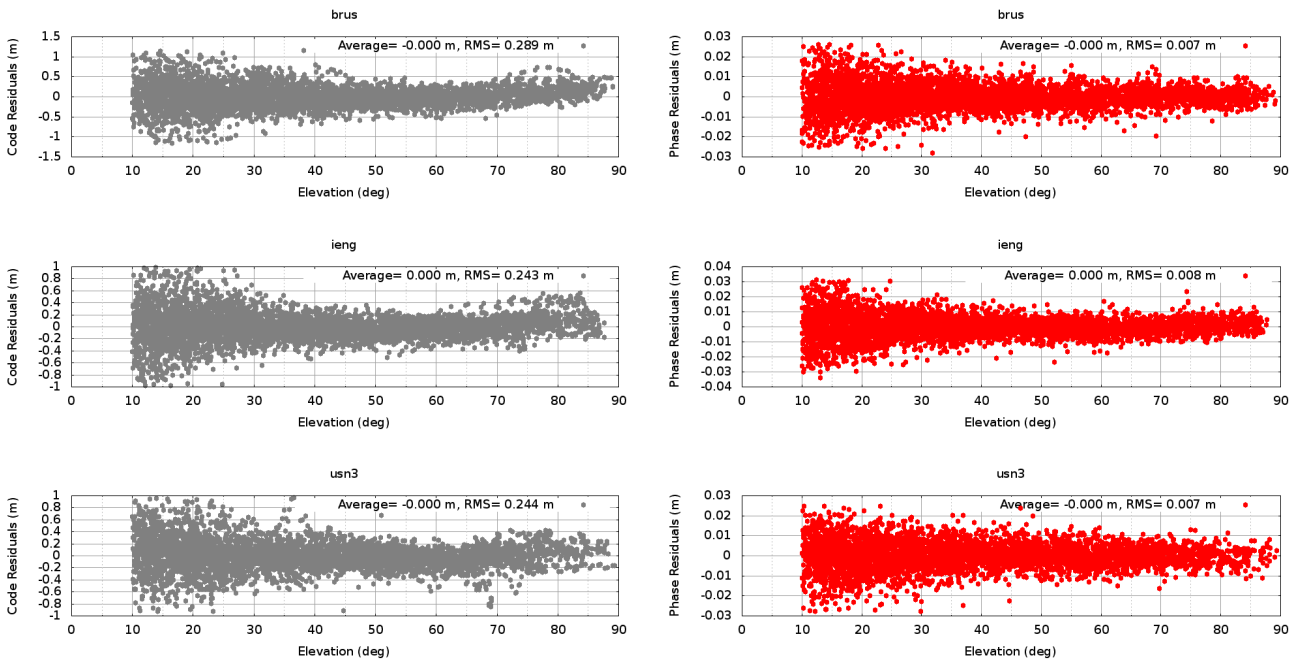 brus
Average= -0.000 m, RMS= 0.289 m
Code Residuals (m)
1.5
1
0.5
0
-0.5
-1
-1.5
0 10 20 30 40 50 60 70 80 90
Elevation (deg)
brus
Average= -0.000 m, RMS= 0.007 m
Phase Residuals (m)
0.03
0.02
0.01
0
-0.01
-0.02
-0.03
0 10 20 30 40 50 60 70 80 90
Elevation (deg)
ieng
Average= 0.000 m, RMS= 0.243 m
Code Residuals (m)
1
0.8
0.6
0.4
0.2
0
-0.2
-0.4
-0.6
-0.8
-1
0 10 20 30 40 50 60 70 80 90
Elevation (deg)
ieng
Average= 0.000 m, RMS= 0.008 m
Phase Residuals (m)
0.04
0.03
0.02
0.01
0
-0.01
-0.02
-0.03
-0.04
0 10 20 30 40 50 60 70 80 90
Elevation (deg)
usn3
Average= -0.000 m, RMS= 0.244 m
Code Residuals (m)
1
0.8
0.6
0.4
0.2
0
-0.2
-0.4
-0.6
-0.8
-1
0 10 20 30 40 50 60 70 80 90
Elevation (deg)
usn3
Average= -0.000 m, RMS= 0.007 m
Phase Residuals (m)
0.03
0.02
0.01
0
-0.01
-0.02
-0.03
0 10 20 30 40 50 60 70 80 90
Elevation (deg)